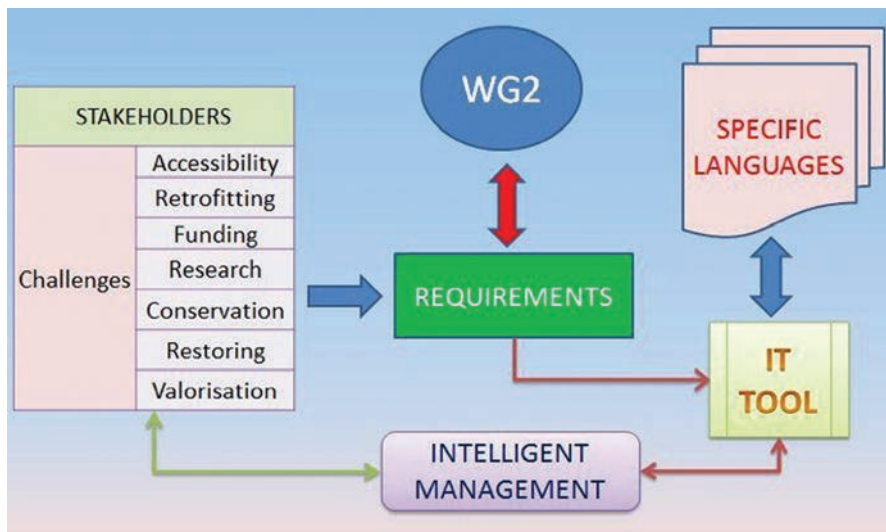 STAKEHOLDERS
Challenges
Accessibility
Retrofitting
Funding
Research
Conservation
Restoring
Valorisation
WG2
REQUIREMENTS
SPECIFIC
LANGUAGES
IT
TOOL
INTELLIGENT
MANAGEMENT